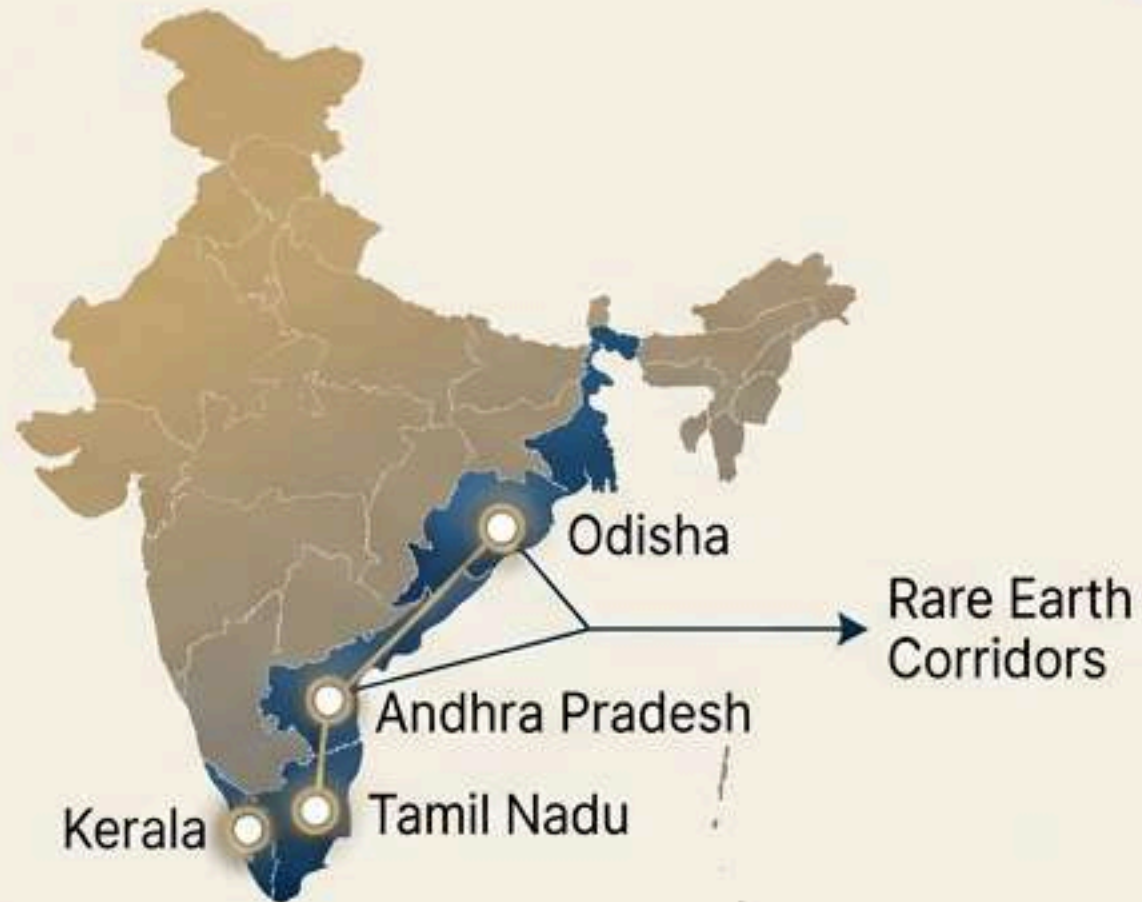 Odisha
Rare Earth
Corridors
Andhra Pradesh
Kerala
Tamil Nadu